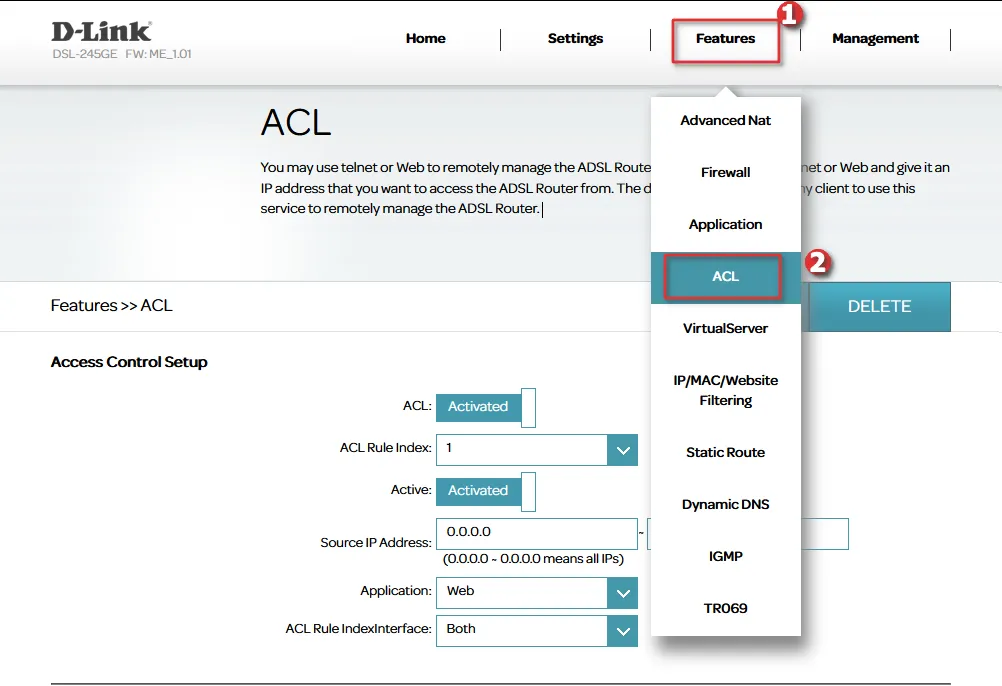 D-Link
DSL-245GE FW: ME_1.01
Home
Settings
Features
1
Management
ACL
You may use telnet or Web to remotely manage the ADSL Route net or Web and give it an
IP address that you want to access the ADSL Router from. The d ny client to use this
service to remotely manage the ADSL Router.
Advanced Nat
Firewall
Application
ACL
2
VirtualServer
IP/MAC/Website
Filtering
Static Route
Dynamic DNS
IGMP
TR069
Features >> ACL
DELETE
Access Control Setup
ACL: Activated
ACL Rule Index: 1
Active: Activated
Source IP Address: 0.0.0.0 ~
(0.0.0.0 ~ 0.0.0.0 means all IPs)
Application: Web
ACL Rule IndexInterface: Both